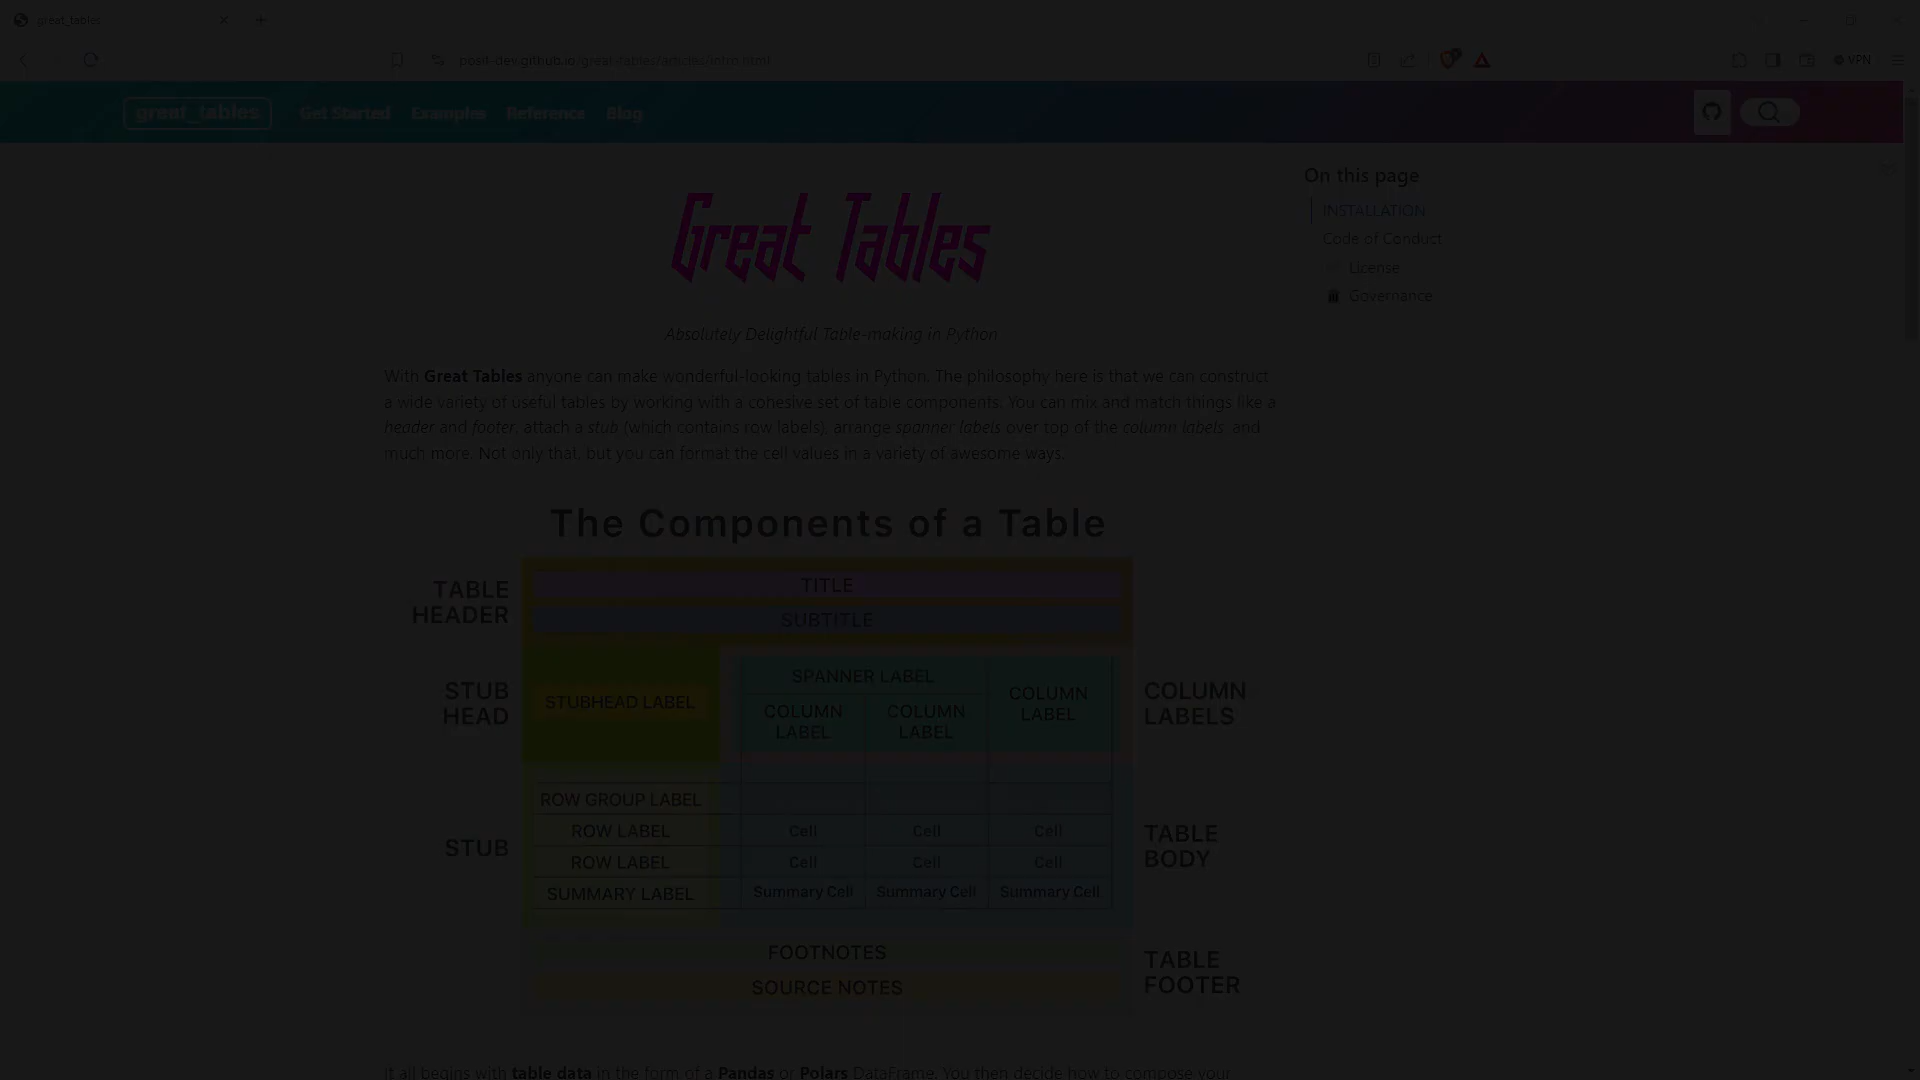 great_tables
posit-dev.github.io/great-tables/articles/intro.html
VPN
great_tables Get Started Examples Reference Blog
Great Tables
Absolutely Delightful Table-making in Python
With Great Tables anyone can make wonderful-looking tables in Python. The philosophy here is that we can construct
a wide variety of useful tables by working with a cohesive set of table components. You can mix and match things like a
header and footer, attach a stub (which contains row labels), arrange spanner labels over top of the column labels, and
much more. Not only that, but you can format the cell values in a variety of awesome ways.
On this page
INSTALLATION
Code of Conduct
License
Governance
The Components of a Table
TABLE
HEADER
TITLE
SUBTITLE
STUB
HEAD
STUBHEAD LABEL
SPANNER LABEL
COLUMN
LABEL
COLUMN
LABEL
COLUMN
LABEL
COLUMN
LABELS
STUB
ROW GROUP LABEL
ROW LABEL Cell Cell Cell
ROW LABEL Cell Cell Cell
SUMMARY LABEL Summary Cell Summary Cell Summary Cell
TABLE
BODY
FOOTNOTES
SOURCE NOTES
TABLE
FOOTER
It all begins with table data in the form of a Pandas or Polars DataFrame. You then decide how to compose your